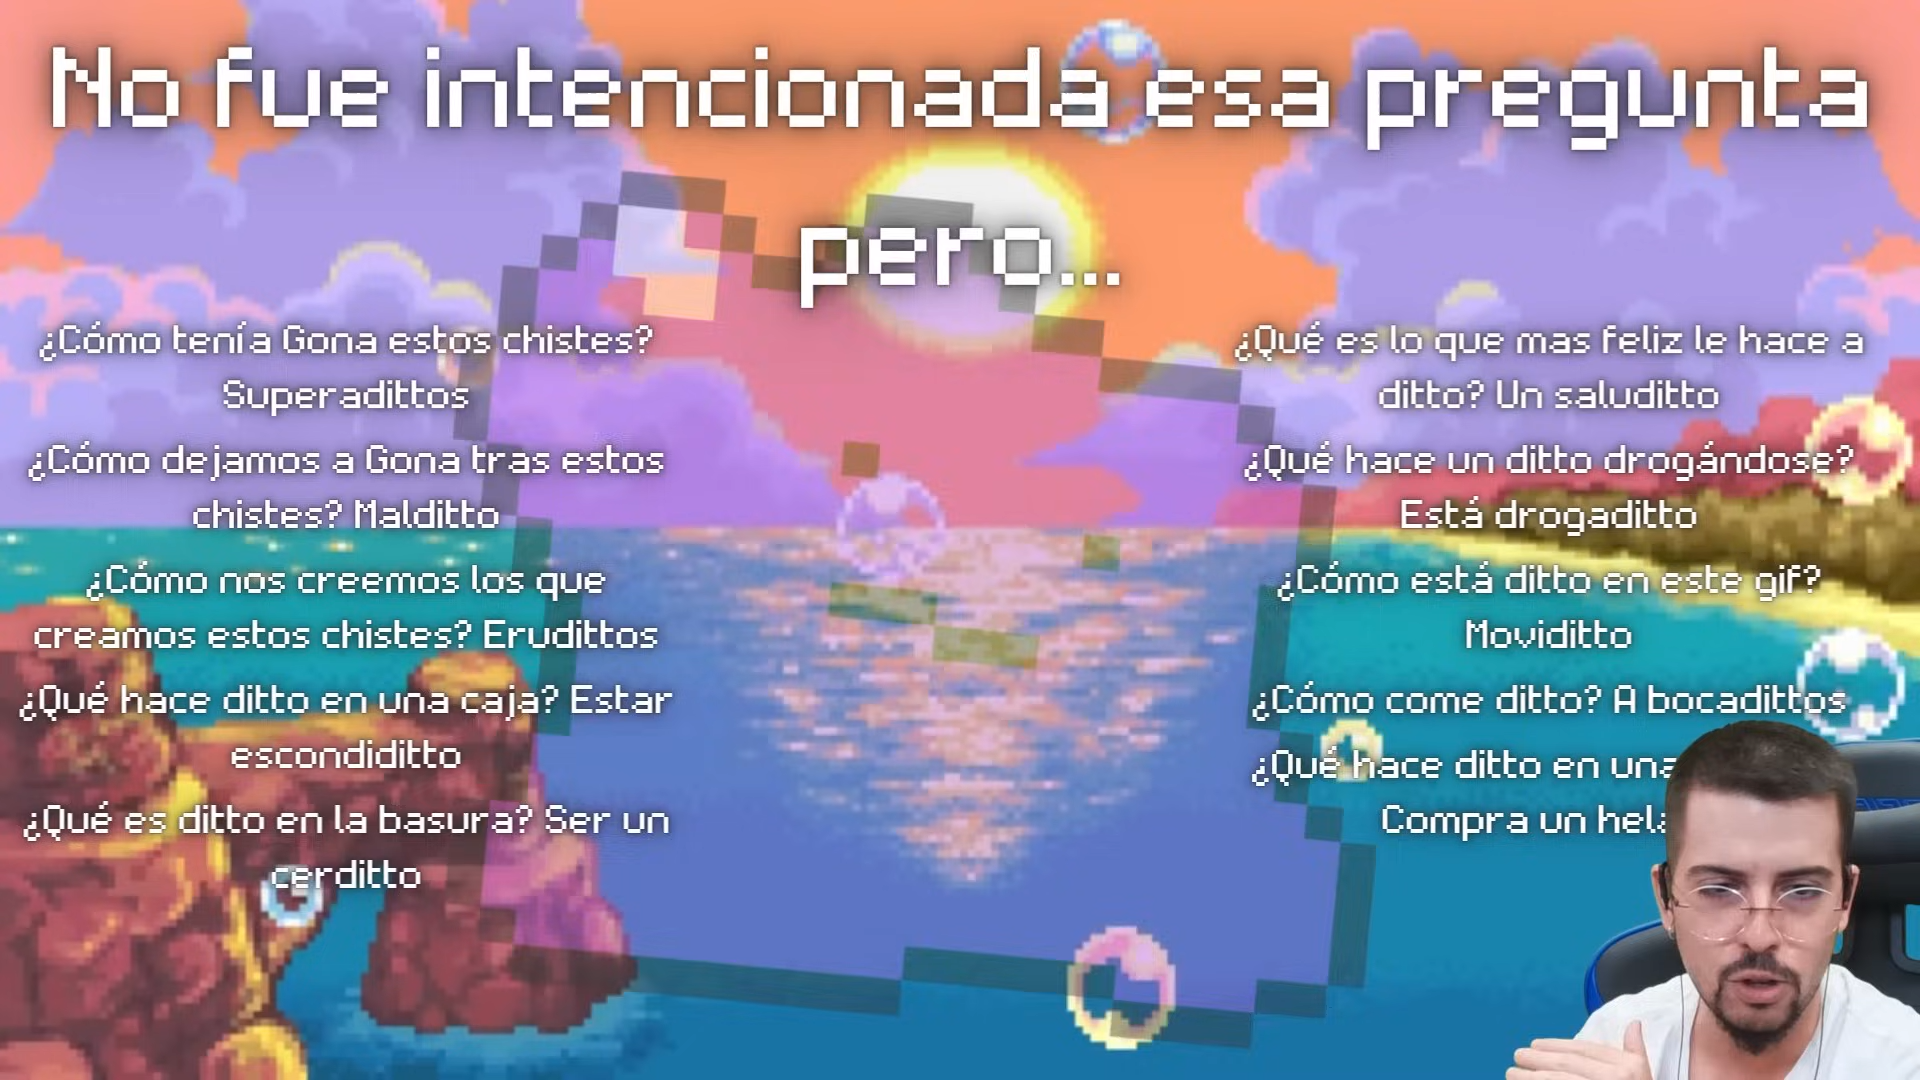 No fue intencionada esa pregunta
pero...
¿Cómo tenía Gona estos chistes?
Superadittos
¿Cómo dejamos a Gona tras estos
chistes? Malditto
¿Cómo nos creemos los que
creamos estos chistes? Erudittos
¿Qué hace ditto en una caja? Estar
escondiditto
¿Qué es ditto en la basura? Ser un
cerditto
¿Qué es lo que mas feliz le hace a
ditto? Un saluditto
¿Qué hace un ditto drogándose?
Está drogaditto
¿Cómo está ditto en este gif?
Moviditto
¿Cómo come ditto? A bocadittos
¿Qué hace ditto en una
Compra un